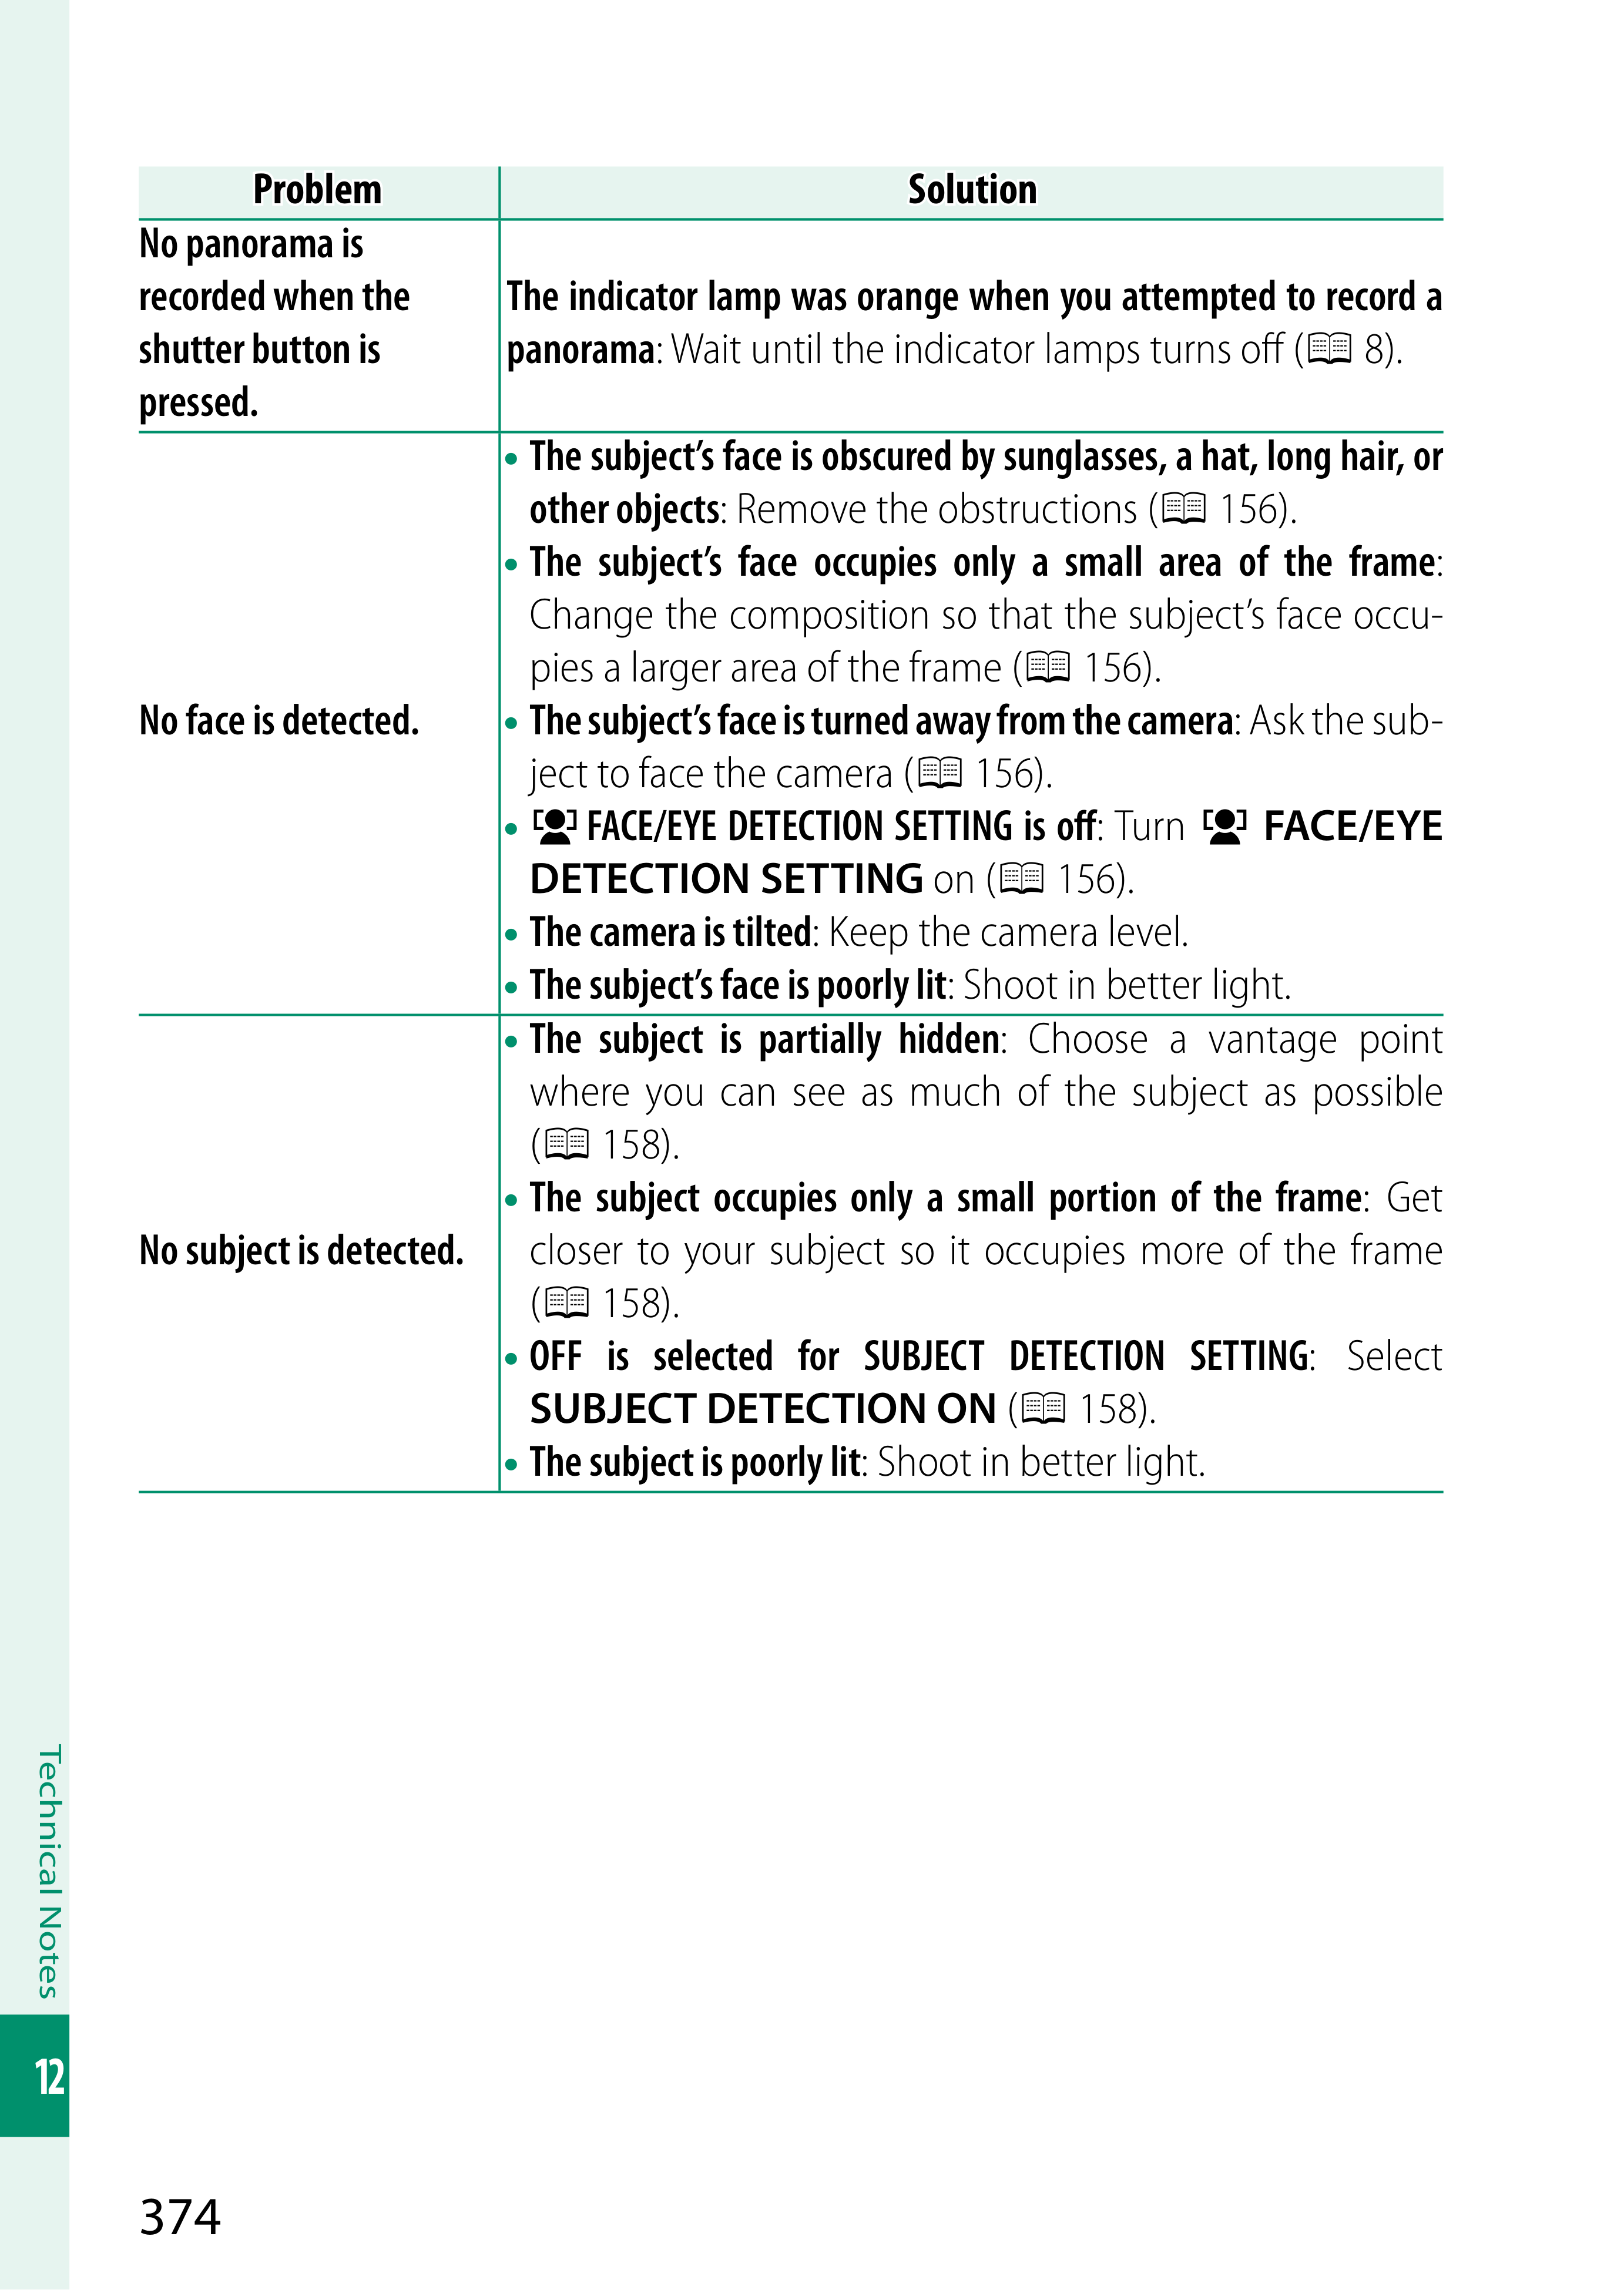 Problem
Solution
No panorama is
recorded when the
shutter button is
pressed.
The indicator lamp was orange when you attempted to record a
panorama: Wait until the indicator lamps turns off ( 8).
No face is detected.
• The subject’s face is obscured by sunglasses, a hat, long hair, or
other objects: Remove the obstructions ( 156).
• The subject’s face occupies only a small area of the frame:
Change the composition so that the subject’s face occu-
pies a larger area of the frame ( 156).
• The subject’s face is turned away from the camera: Ask the sub-
ject to face the camera ( 156).
• FACE/EYE DETECTION SETTING is off: Turn FACE/EYE
DETECTION SETTING on ( 156).
• The camera is tilted: Keep the camera level.
• The subject’s face is poorly lit: Shoot in better light.
No subject is detected.
• The subject is partially hidden: Choose a vantage point
where you can see as much of the subject as possible
( 158).
• The subject occupies only a small portion of the frame: Get
closer to your subject so it occupies more of the frame
( 158).
• OFF is selected for SUBJECT DETECTION SETTING: Select
SUBJECT DETECTION ON ( 158).
• The subject is poorly lit: Shoot in better light.
Technical Notes
12
374